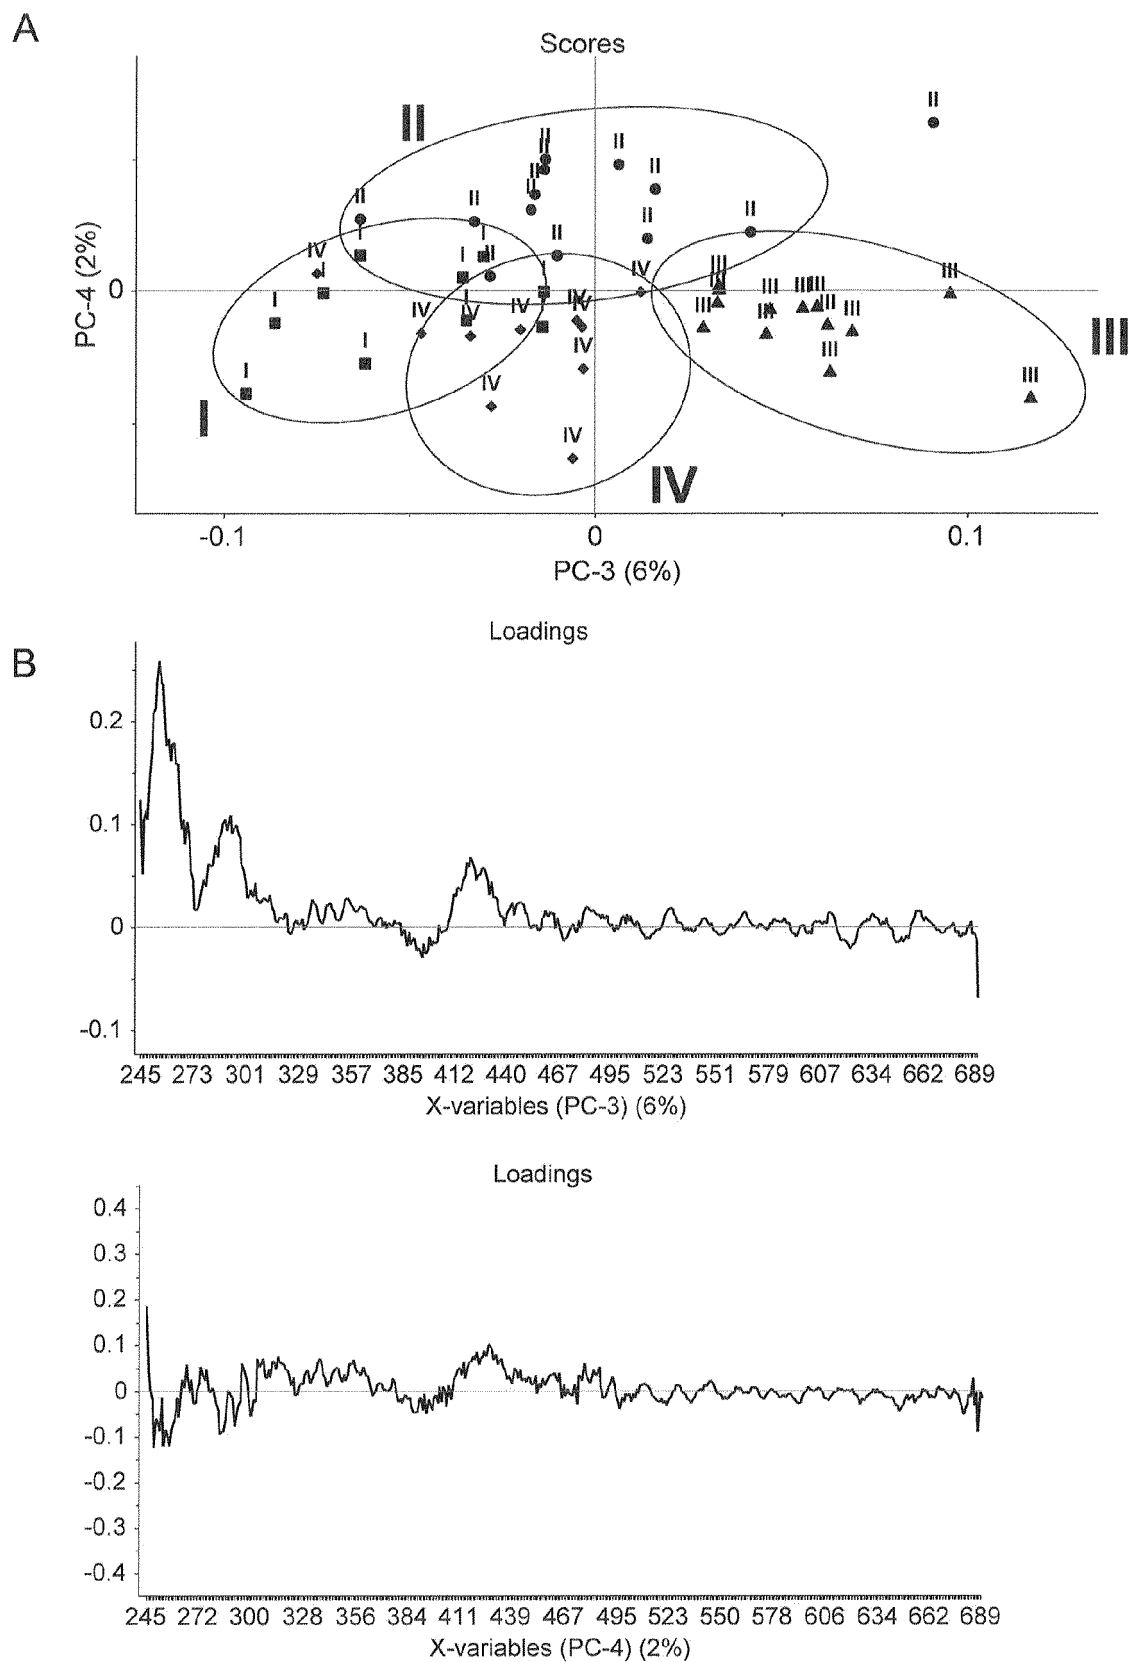 A
Scores
II
II
II
II
II
II
II
II
II
II
II
II
II
IV
I
I
I
II
I
IV
III
III
III
PC-4 (2%)
0
I
I
IV
IV
IV
IV
IV
III
III
III
III
III
III
III
I
I
IV
III
III
III
I
IV
IV
IV
-0.1
0
0.1
PC-3 (6%)
B
Loadings
0.2
0.1
0
-0.1
245 273 301 329 357 385 412 440 467 495 523 551 579 607 634 662 689
X-variables (PC-3) (6%)
Loadings
0.4
0.3
0.2
0.1
0
-0.1
-0.2
-0.3
-0.4
245 272 300 328 356 384 411 439 467 495 523 550 578 606 634 662 689
X-variables (PC-4) (2%)